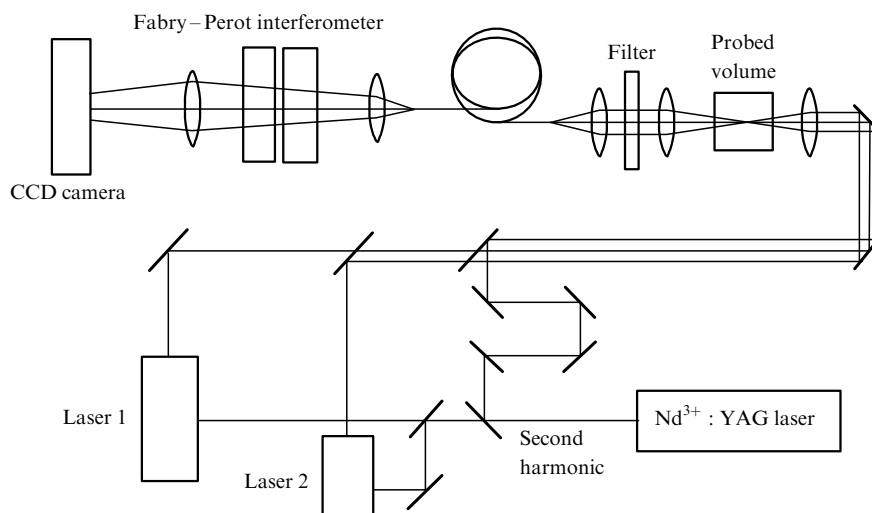 Fabry – Perot interferometer
Filter
Probed
volume
CCD camera
Laser 1
Nd³⁺ : YAG laser
Second
harmonic
Laser 2